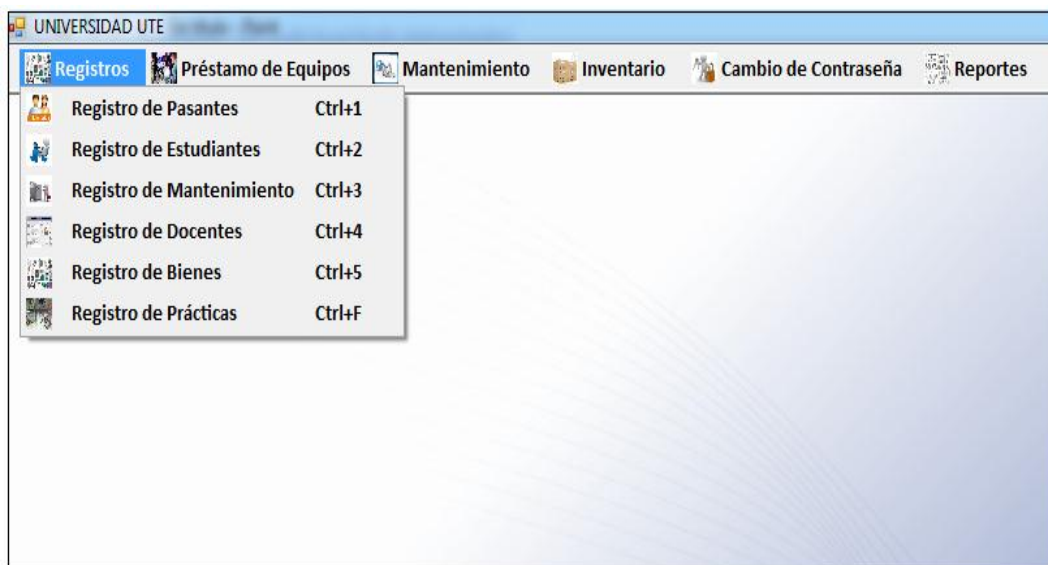 UNIVERSIDAD UTE
Registros Préstamo de Equipos Mantenimiento Inventario Cambio de Contraseña Reportes
Registro de Pasantes Ctrl+1
Registro de Estudiantes Ctrl+2
Registro de Mantenimiento Ctrl+3
Registro de Docentes Ctrl+4
Registro de Bienes Ctrl+5
Registro de Prácticas Ctrl+F